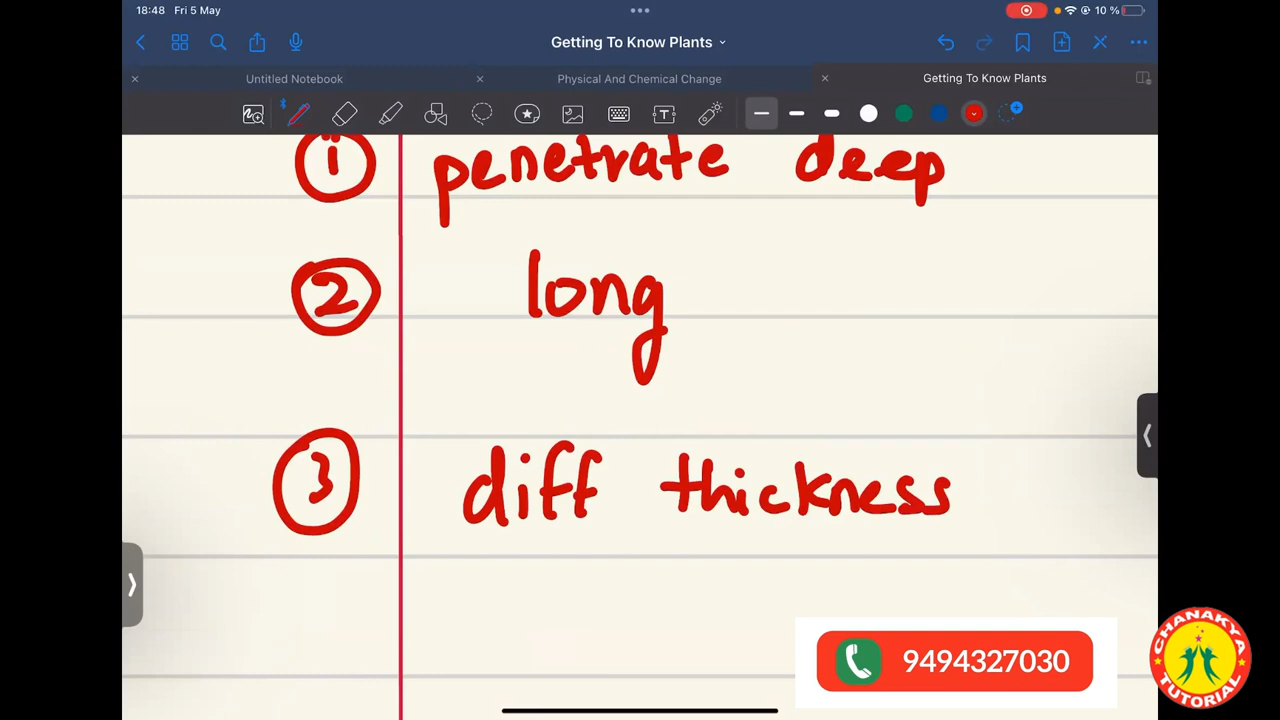 18:48 Fri 5 May
10 %
Getting To Know Plants
Untitled Notebook
Physical And Chemical Change
Getting To Know Plants
1 penetrate deep
2 long
3 diff thickness
9494327030
CHANAKYA
TUTORIAL